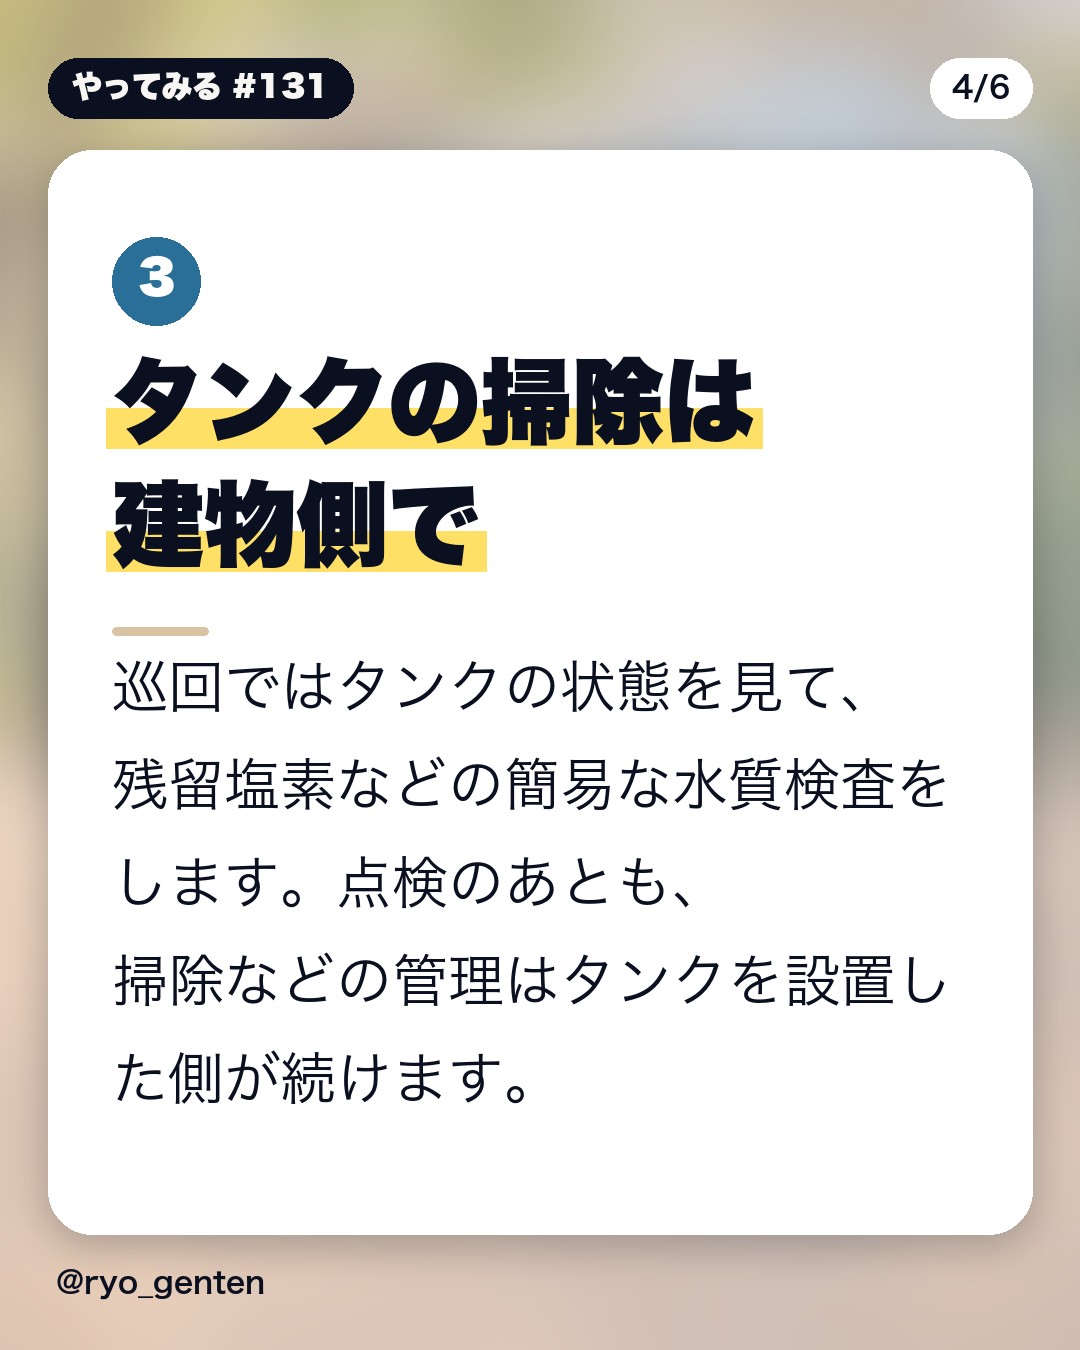 やってみる #131
4/6
3
タンクの掃除は
建物側で
巡回ではタンクの状態を見て、
残留塩素などの簡易な水質検査を
します。点検のあとも、
掃除などの管理はタンクを設置し
た側が続けます。
@ryo_genten